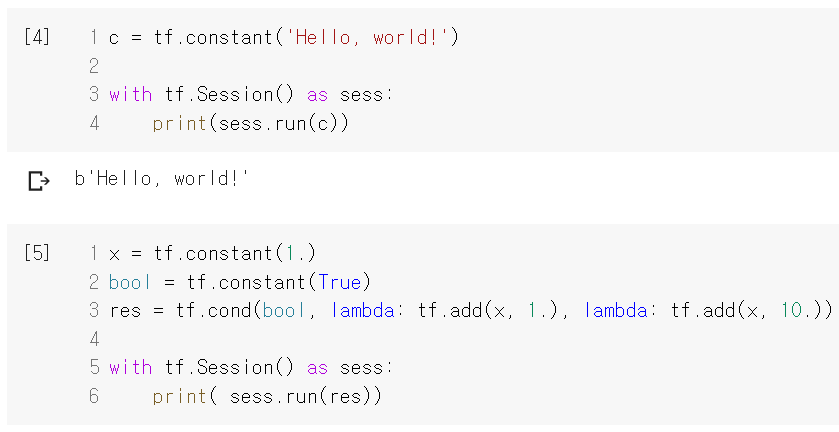 [4] 1 c = tf.constant('Hello, world!')
2
3 with tf.Session() as sess:
4     print(sess.run(c))
b'Hello, world!'
[5] 1 x = tf.constant(1.)
2 bool = tf.constant(True)
3 res = tf.cond(bool, lambda: tf.add(x, 1.), lambda: tf.add(x, 10.))
4
5 with tf.Session() as sess:
6     print( sess.run(res))